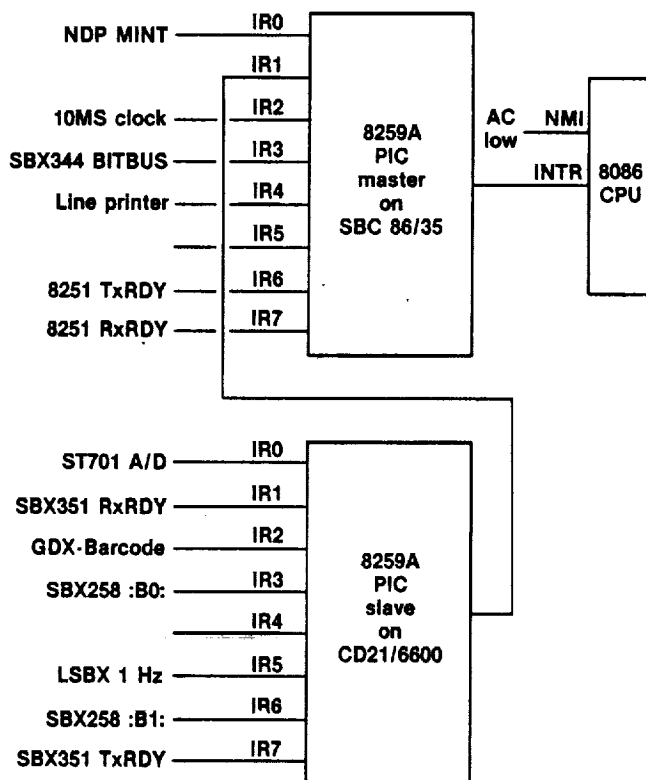 NDP MINT IR0
IR1
10MS clock IR2
SBX344 BITBUS IR3
Line printer IR4
IR5
8251 TxRDY IR6
8251 RxRDY IR7
8259A
PIC
master
on
SBC 86/35
AC
low
NMI
INTR
8086
CPU
ST701 A/D IR0
SBX351 RxRDY IR1
GDX-Barcode IR2
SBX258 :B0: IR3
IR4
LSBX 1 Hz IR5
SBX258 :B1: IR6
SBX351 TxRDY IR7
8259A
PIC
slave
on
CD21/6600